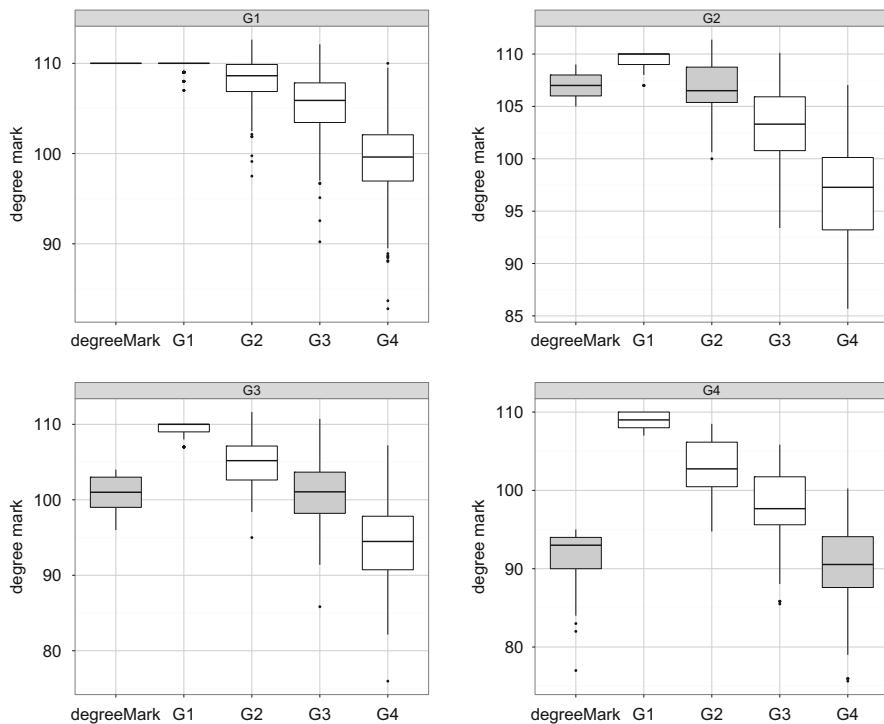 G1
degree mark
110
100
90
degreeMark G1 G2 G3 G4
G2
degree mark
110
105
100
95
90
85
degreeMark G1 G2 G3 G4
G3
degree mark
110
100
90
80
degreeMark G1 G2 G3 G4
G4
degree mark
110
100
90
80
degreeMark G1 G2 G3 G4